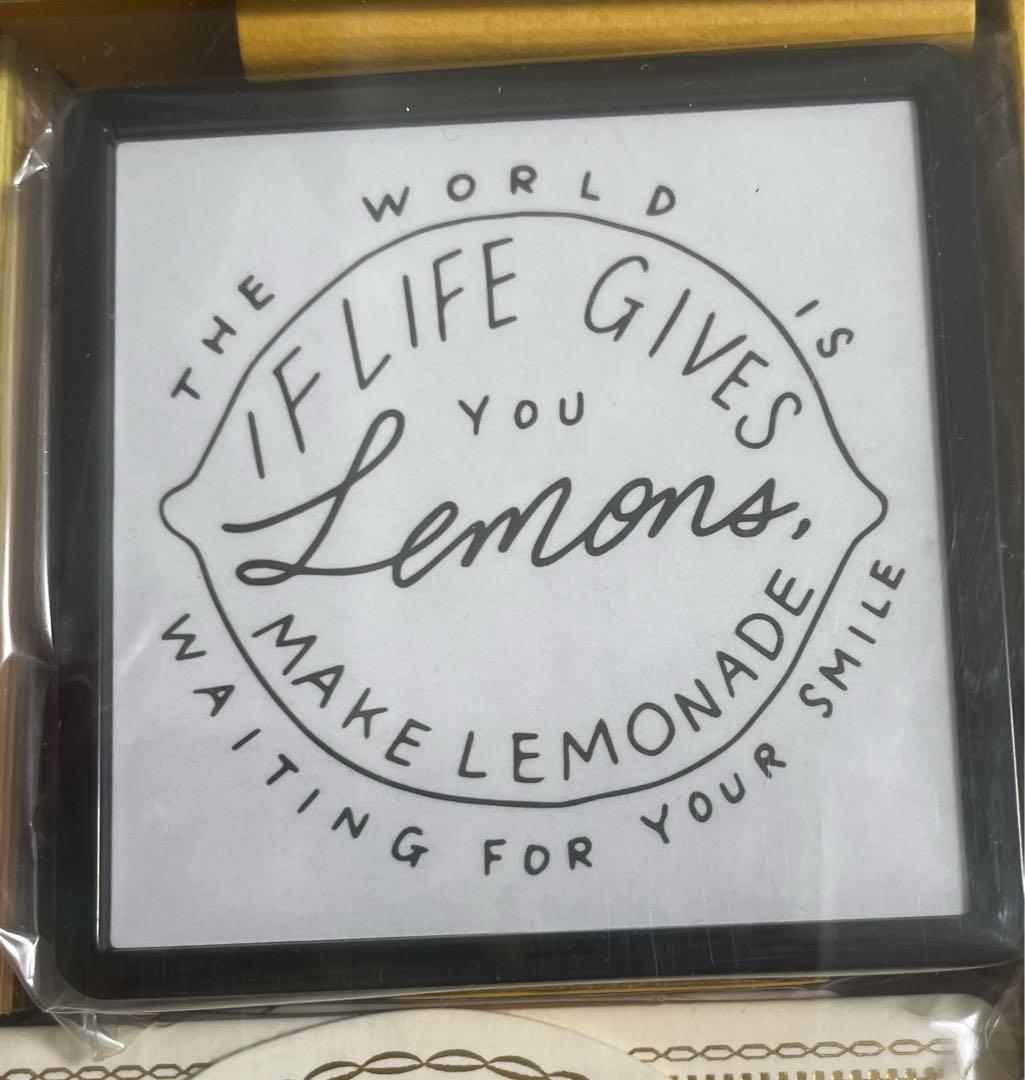 THE WORLD IS
IF LIFE GIVES
YOU
Lemons,
MAKE LEMONADE
WAITING FOR YOUR SMILE